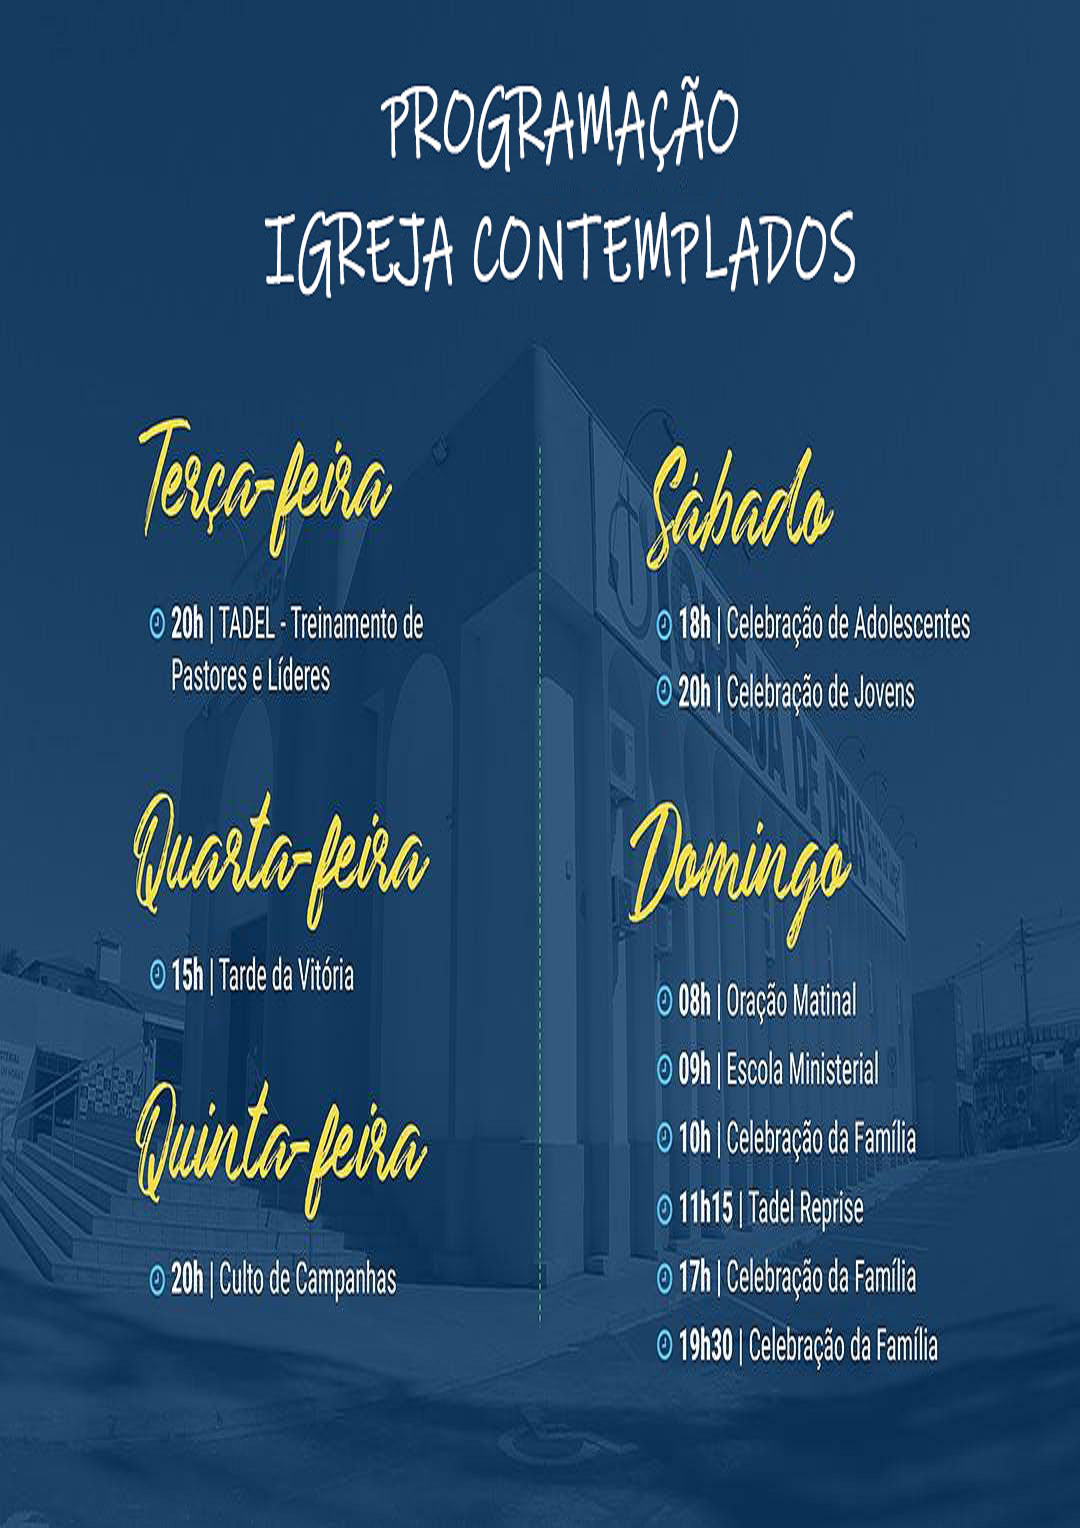 PROGRAMAÇÃO
IGREJA CONTEMPLADOS
Terça-feira
20h | TADEL - Treinamento de
Pastores e Líderes
Quarta-feira
15h | Tarde da Vitória
Quinta-feira
20h | Culto de Campanhas
Sábado
18h | Celebração de Adolescentes
20h | Celebração de Jovens
Domingo
08h | Oração Matinal
09h | Escola Ministerial
10h | Celebração da Família
11h15 | Tadel Reprise
17h | Celebração da Família
19h30 | Celebração da Família